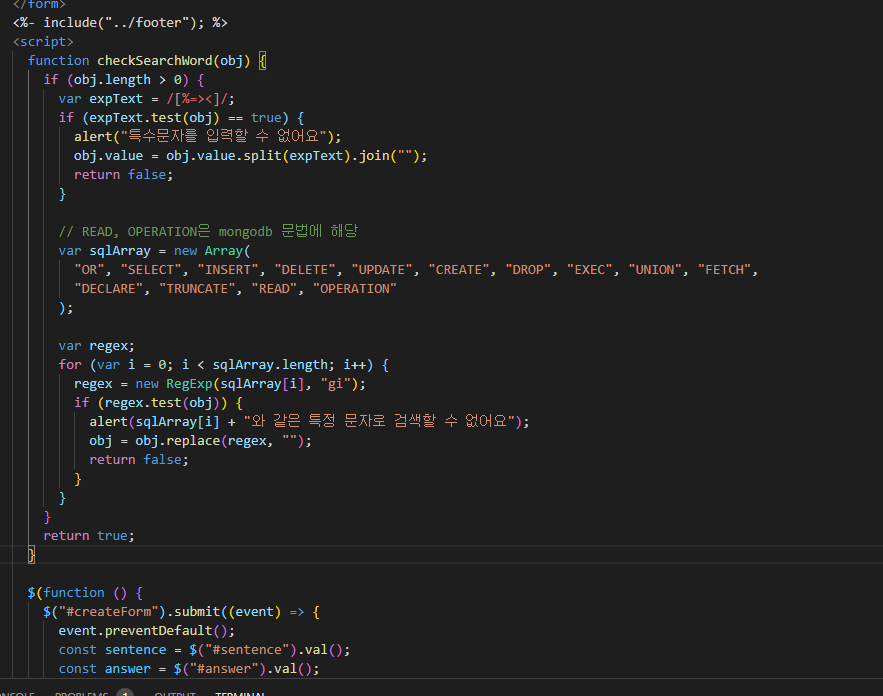 </form>
<%- include("../footer"); %>
<script>
function checkSearchWord(obj) {
if (obj.length > 0) {
var expText = /[%=><]/;
if (expText.test(obj) == true) {
alert("특수문자를 입력할 수 없어요");
obj.value = obj.value.split(expText).join("");
return false;
}
// READ, OPERATION은 mongodb 문법에 해당
var sqlArray = new Array(
"OR", "SELECT", "INSERT", "DELETE", "UPDATE", "CREATE", "DROP", "EXEC", "UNION", "FETCH",
"DECLARE", "TRUNCATE", "READ", "OPERATION"
);
var regex;
for (var i = 0; i < sqlArray.length; i++) {
regex = new RegExp(sqlArray[i], "gi");
if (regex.test(obj)) {
alert(sqlArray[i] + "와 같은 특정 문자로 검색할 수 없어요");
obj = obj.replace(regex, "");
return false;
}
}
}
return true;
}
$(function () {
$("#createForm").submit((event) => {
event.preventDefault();
const sentence = $("#sentence").val();
const answer = $("#answer").val();
NSOLE PROBLEMS 1 OUTPUT TERMINAL